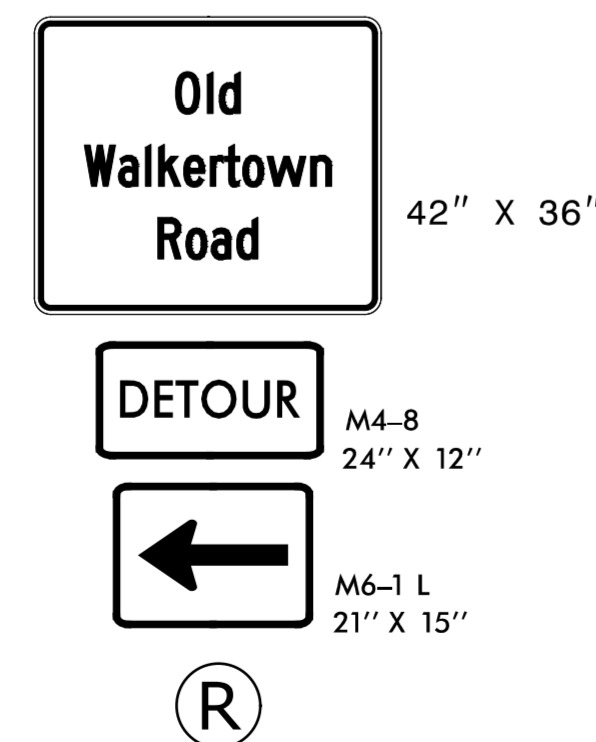 Old
Walkertown
Road
42" X 36"
DETOUR
M4–8
24'' X 12''
M6–1 L
21'' X 15''
R